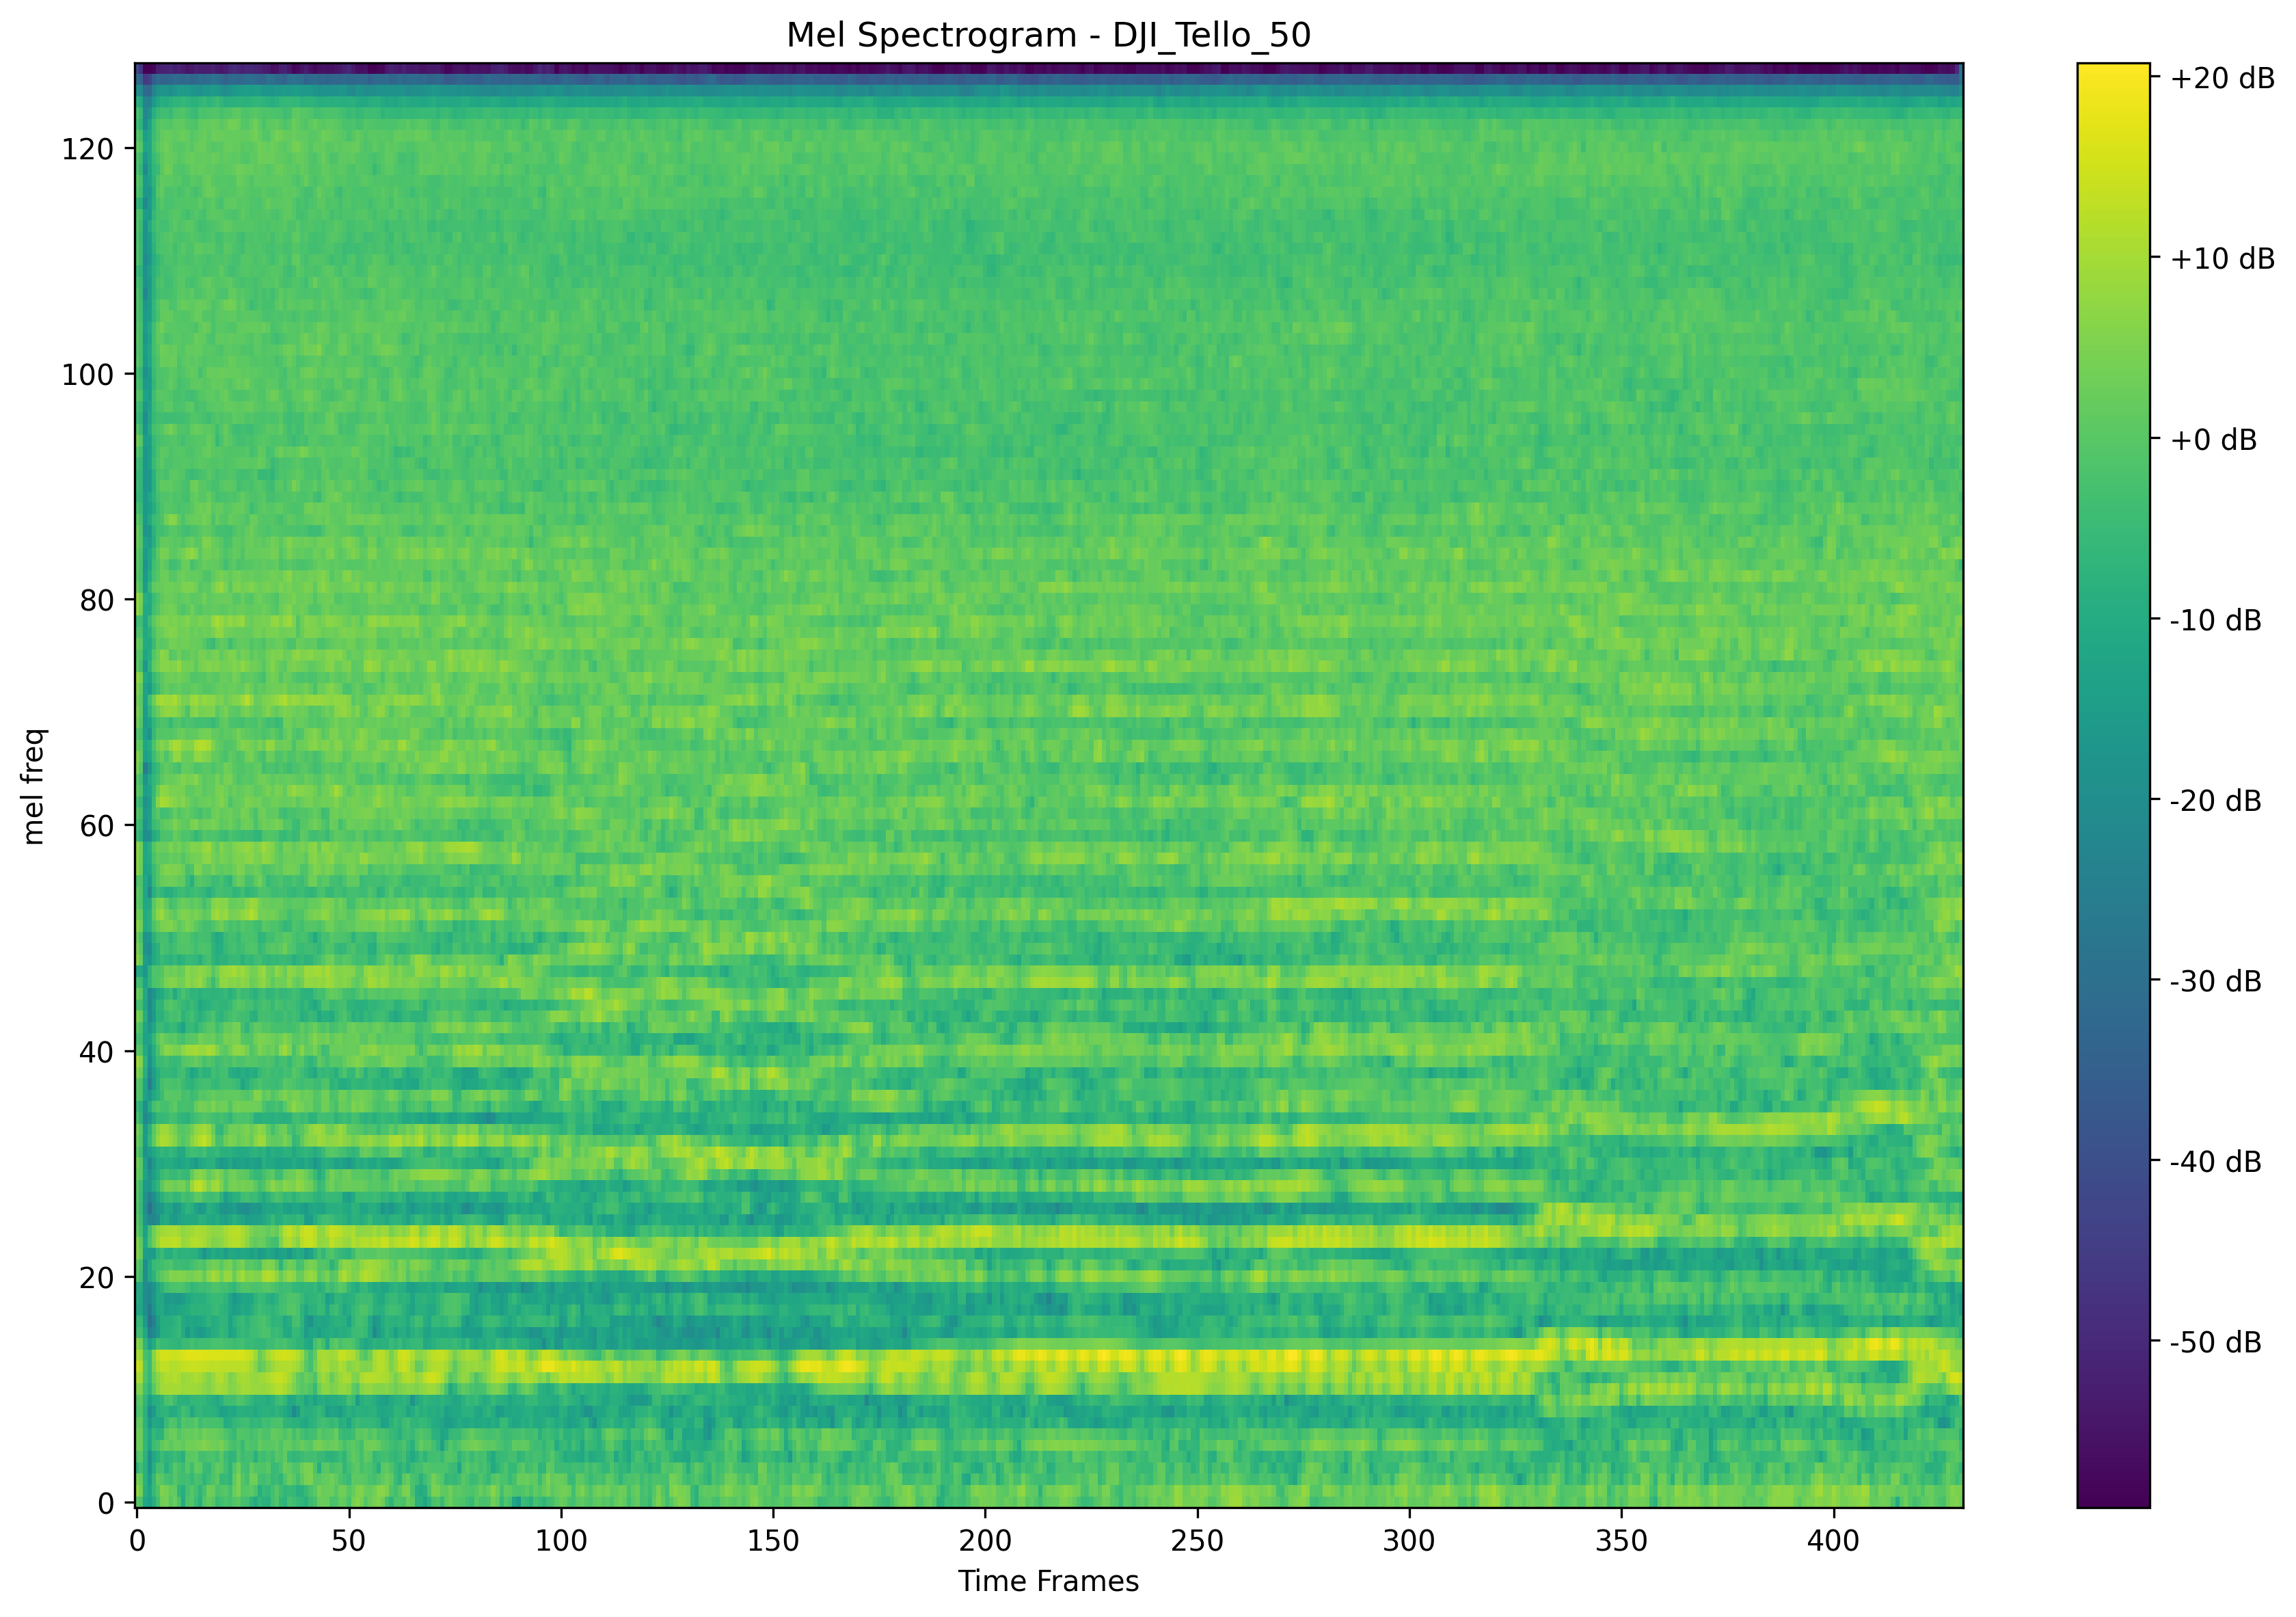 Mel Spectrogram - DJI_Tello_50
mel freq
120
100
80
60
40
20
0
0 50 100 150 200 250 300 350 400
Time Frames
+20 dB
+10 dB
+0 dB
-10 dB
-20 dB
-30 dB
-40 dB
-50 dB